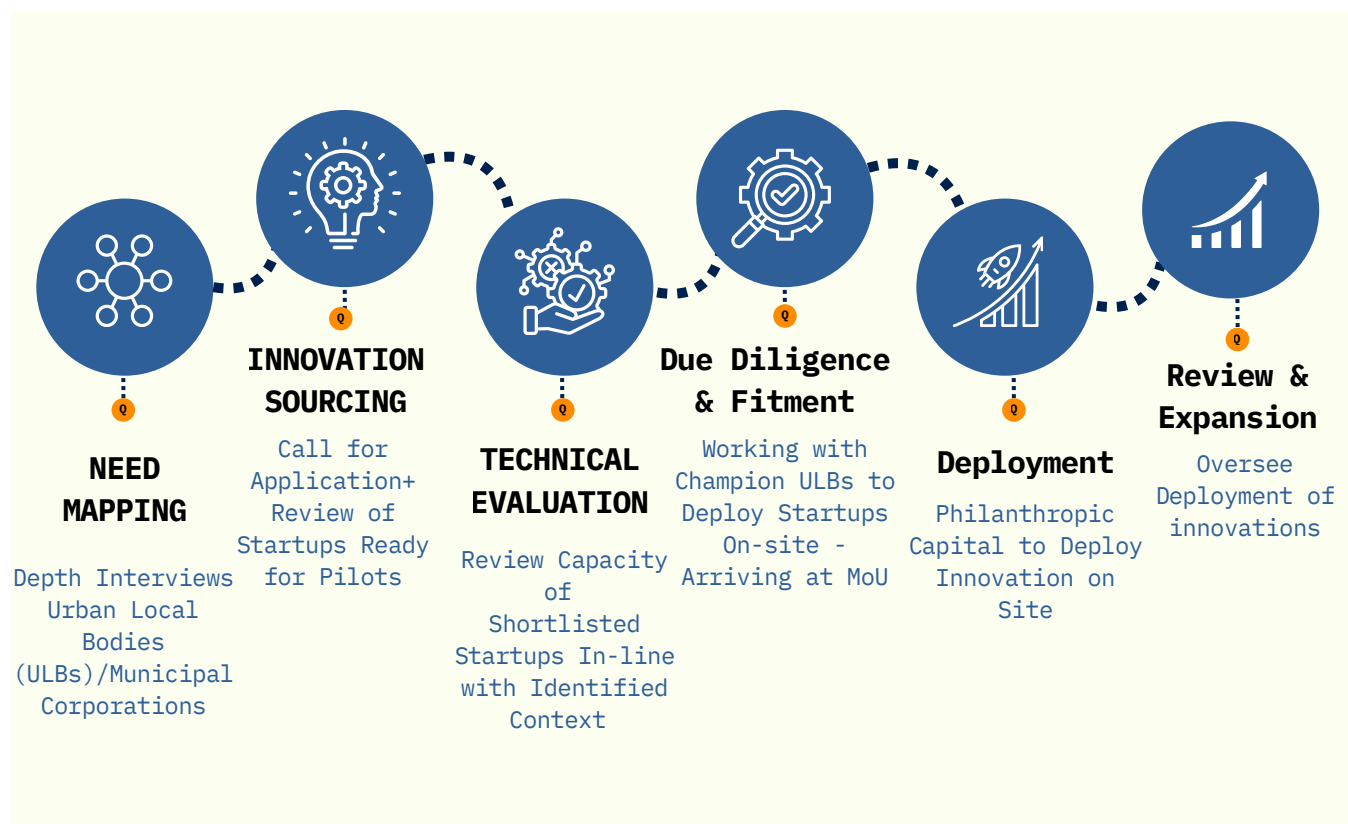 Q
NEED
MAPPING
Depth Interviews
Urban Local
Bodies
(ULBs)/Municipal
Corporations
Q
INNOVATION
SOURCING
Call for
Application+
Review of
Startups Ready
for Pilots
Q
TECHNICAL
EVALUATION
Review Capacity
of
Shortlisted
Startups In-line
with Identified
Context
Q
Due Diligence
& Fitment
Working with
Champion ULBs to
Deploy Startups
On-site -
Arriving at MoU
Q
Deployment
Philanthropic
Capital to Deploy
Innovation on
Site
Q
Review &
Expansion
Oversee
Deployment of
innovations